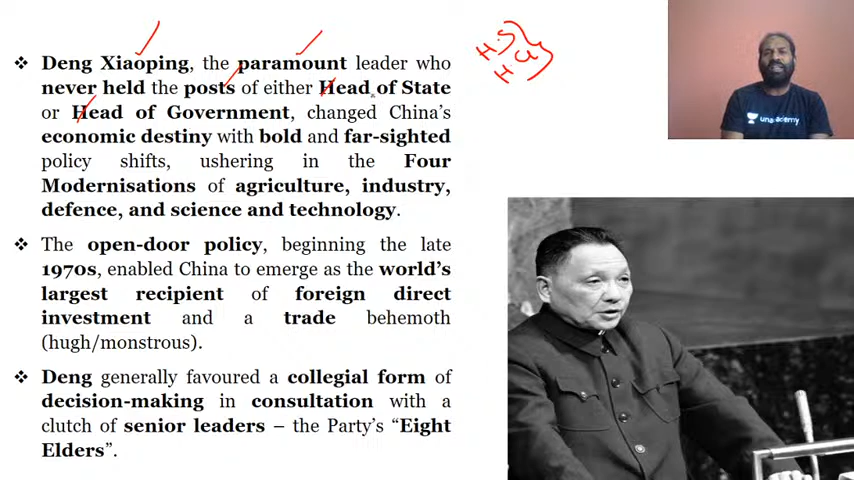 ❖ Deng Xiaoping, the paramount leader who
never held the posts of either Head of State
or Head of Government, changed China's
economic destiny with bold and far-sighted
policy shifts, ushering in the Four
Modernisations of agriculture, industry,
defence, and science and technology.
❖ The open-door policy, beginning the late
1970s, enabled China to emerge as the world's
largest recipient of foreign direct
investment and a trade behemoth
(hugh/monstrous).
❖ Deng generally favoured a collegial form of
decision-making in consultation with a
clutch of senior leaders – the Party's "Eight
Elders".
H.S
H.G
unacademy